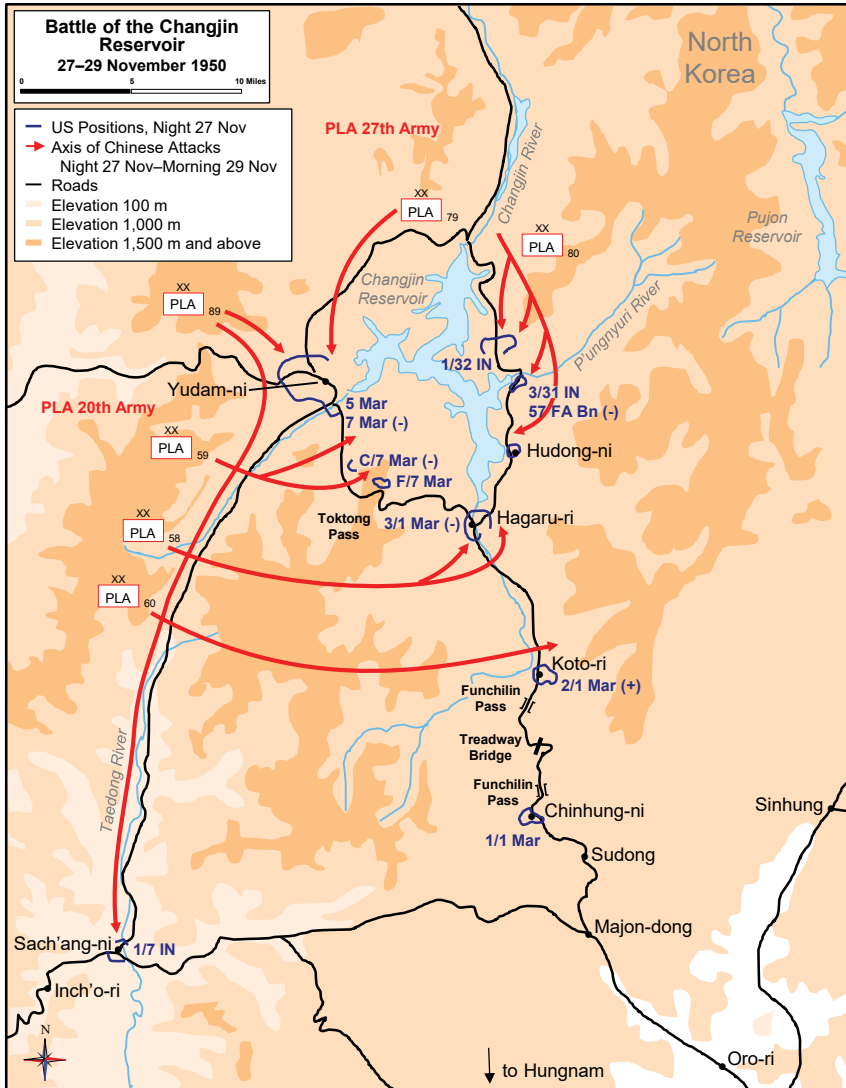 Battle of the Changjin
Reservoir
27–29 November 1950
0 5 10 Miles
US Positions, Night 27 Nov
Axis of Chinese Attacks
Night 27 Nov–Morning 29 Nov
Roads
Elevation 100 m
Elevation 1,000 m
Elevation 1,500 m and above
North
Korea
PLA 27th Army
Changjin River
XX
PLA 79
XX
PLA 80
Pujon
Reservoir
Changjin
Reservoir
P'ungnyuri River
XX
PLA 89
1/32 IN
Yudam-ni
3/31 IN
57 FA Bn (-)
PLA 20th Army
5 Mar
7 Mar (-)
XX
PLA 59
C/7 Mar (-)
Hudong-ni
F/7 Mar
XX
PLA 58
Toktong
Pass
3/1 Mar (-)
Hagaru-ri
XX
PLA 60
Koto-ri
2/1 Mar (+)
Funchilin
Pass
Treadway
Bridge
Taedong River
Funchilin
Pass
Chinhung-ni
Sinhung
1/1 Mar
Sudong
Majon-dong
Sach'ang-ni
1/7 IN
Inch'o-ri
N
to Hungnam
Oro-ri